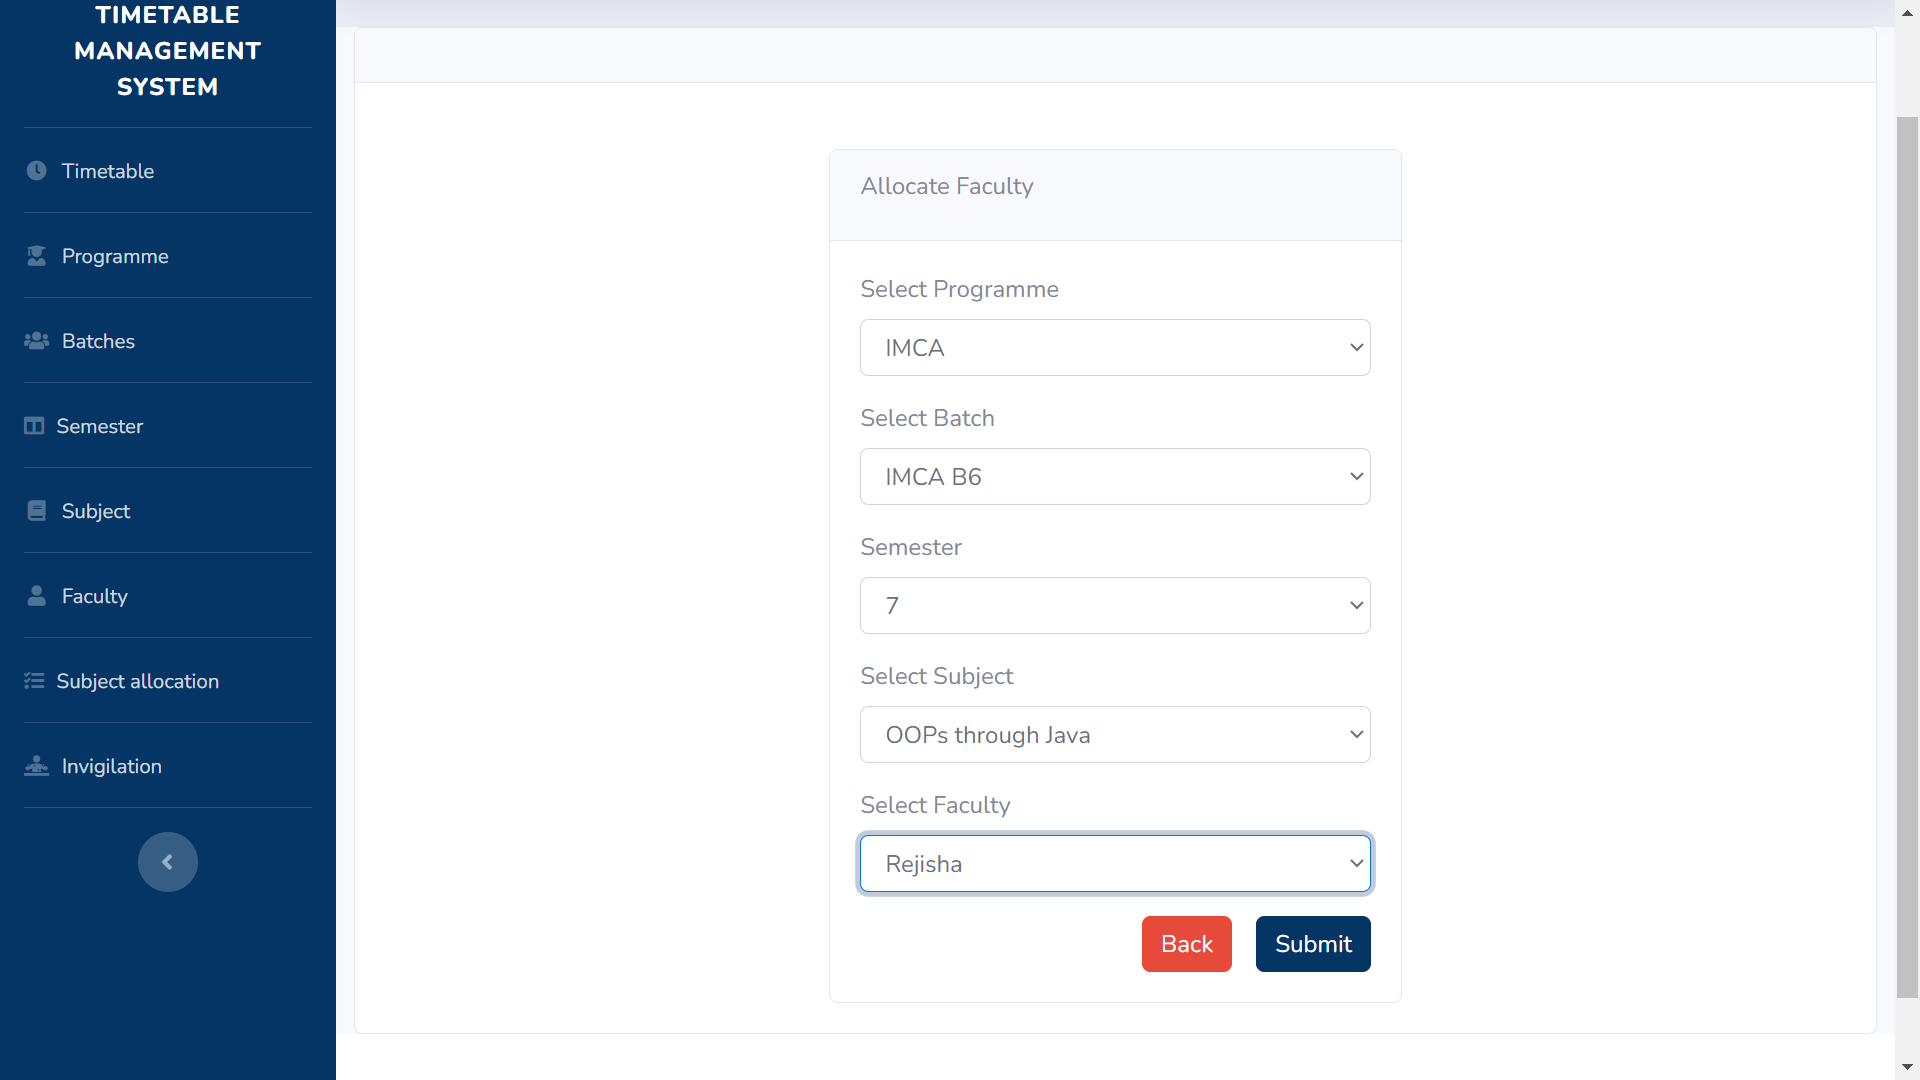 TIMETABLE
MANAGEMENT
SYSTEM
Timetable
Programme
Batches
Semester
Subject
Faculty
Subject allocation
Invigilation
Allocate Faculty
Select Programme
IMCA
Select Batch
IMCA B6
Semester
7
Select Subject
OOPs through Java
Select Faculty
Rejisha
Back
Submit